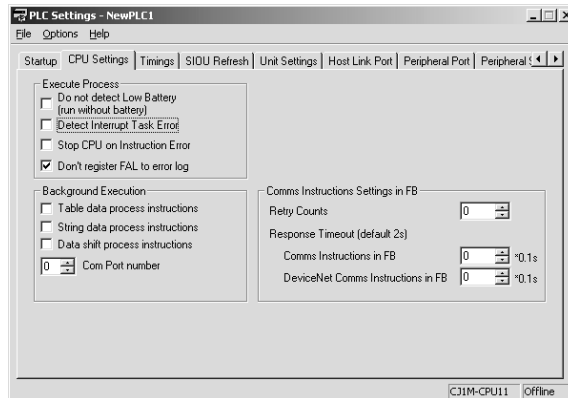 PLC Settings - NewPLC1
File Options Help
Startup CPU Settings Timings SIOU Refresh Unit Settings Host Link Port Peripheral Port Peripheral
Execute Process
Do not detect Low Battery
(run without battery)
Detect Interrupt Task Error
Stop CPU on Instruction Error
Don't register FAL to error log
Background Execution
Table data process instructions
String data process instructions
Data shift process instructions
0 Com Port number
Comms Instructions Settings in FB
Retry Counts 0
Response Timeout (default 2s)
Comms Instructions in FB 0 *0.1s
DeviceNet Comms Instructions in FB 0 *0.1s
CJ1M-CPU11 Offline